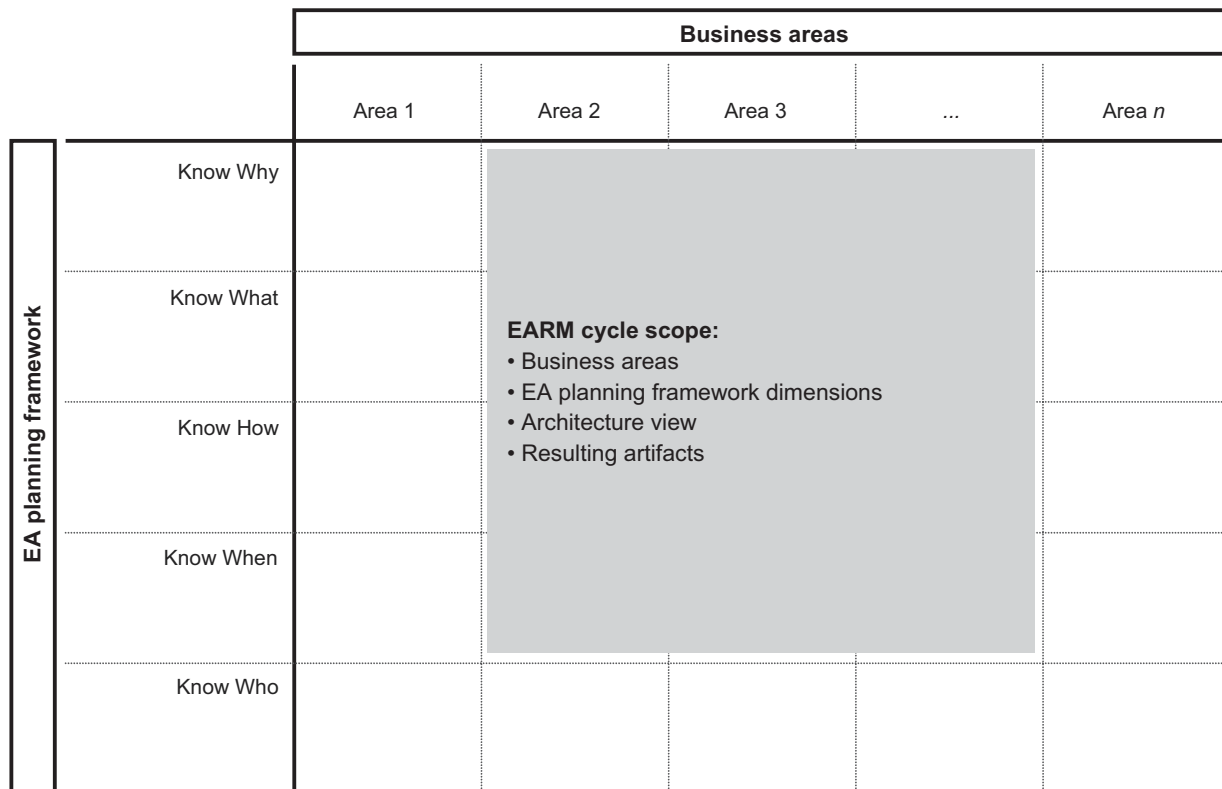 Business areas
Area 1
Area 2
Area 3
...
Area n
EA planning framework
Know Why
Know What
EARM cycle scope:
• Business areas
• EA planning framework dimensions
• Architecture view
• Resulting artifacts
Know How
Know When
Know Who